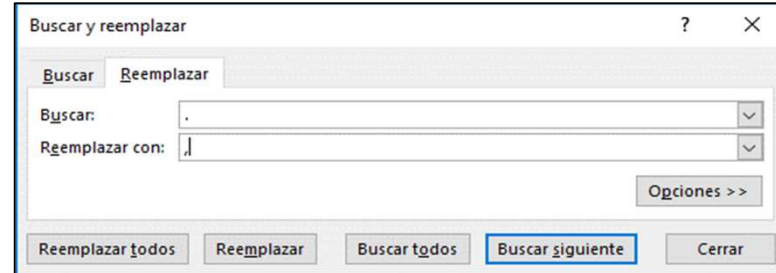 Buscar y reemplazar ?
Buscar Reemplazar
Buscar: .
Reemplazar con: ,
Opciones >>
Reemplazar todos Reemplazar Buscar todos Buscar siguiente Cerrar